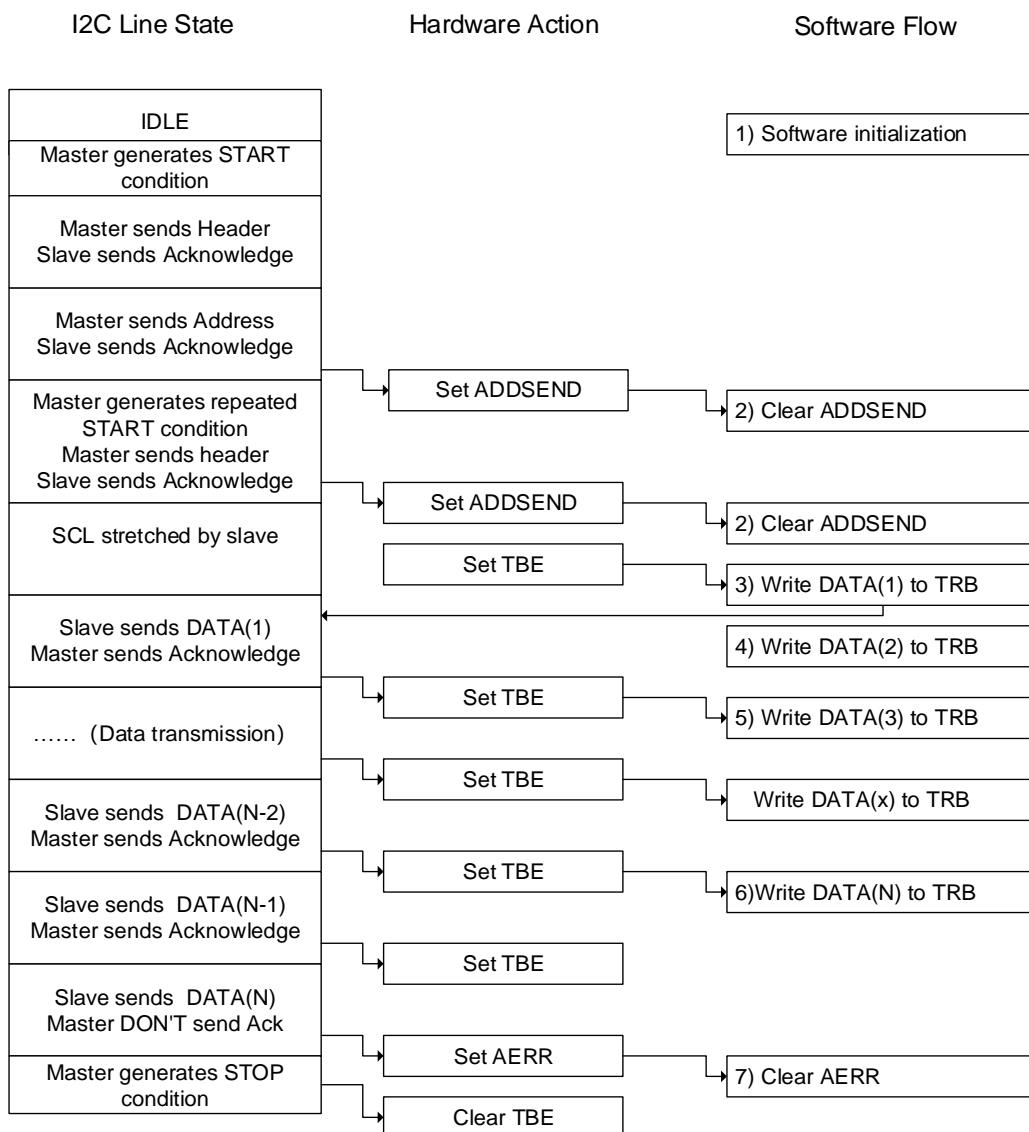 I2C Line State
Hardware Action
Software Flow
IDLE
1) Software initialization
Master generates START
condition
Master sends Header
Slave sends Acknowledge
Master sends Address
Slave sends Acknowledge
Set ADDSEND
2) Clear ADDSEND
Master generates repeated
START condition
Master sends header
Slave sends Acknowledge
Set ADDSEND
2) Clear ADDSEND
SCL stretched by slave
Set TBE
3) Write DATA(1) to TRB
Slave sends DATA(1)
Master sends Acknowledge
4) Write DATA(2) to TRB
Set TBE
5) Write DATA(3) to TRB
…… (Data transmission)
Set TBE
Write DATA(x) to TRB
Slave sends DATA(N-2)
Master sends Acknowledge
Set TBE
6)Write DATA(N) to TRB
Slave sends DATA(N-1)
Master sends Acknowledge
Set TBE
Slave sends DATA(N)
Master DON'T send Ack
Set AERR
7) Clear AERR
Master generates STOP
condition
Clear TBE